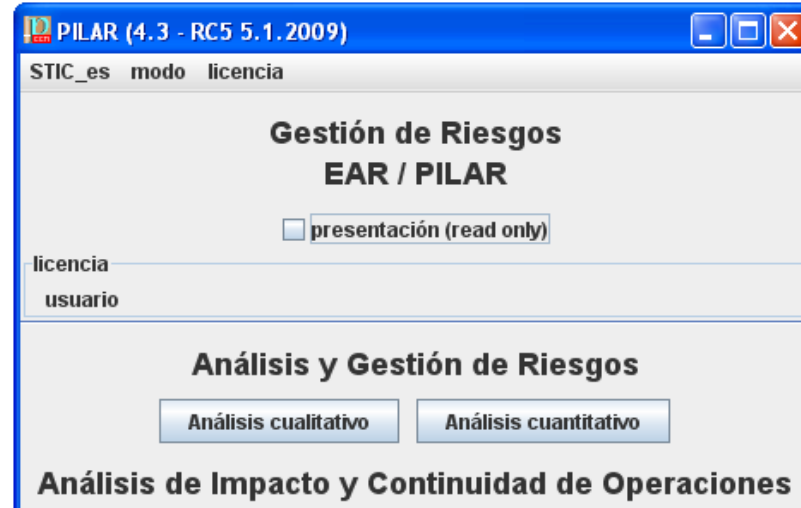 PILAR (4.3 - RC5 5.1.2009)
STIC_es modo licencia
Gestión de Riesgos
EAR / PILAR
presentación (read only)
licencia
usuario
Análisis y Gestión de Riesgos
Análisis cualitativo Análisis cuantitativo
Análisis de Impacto y Continuidad de Operaciones